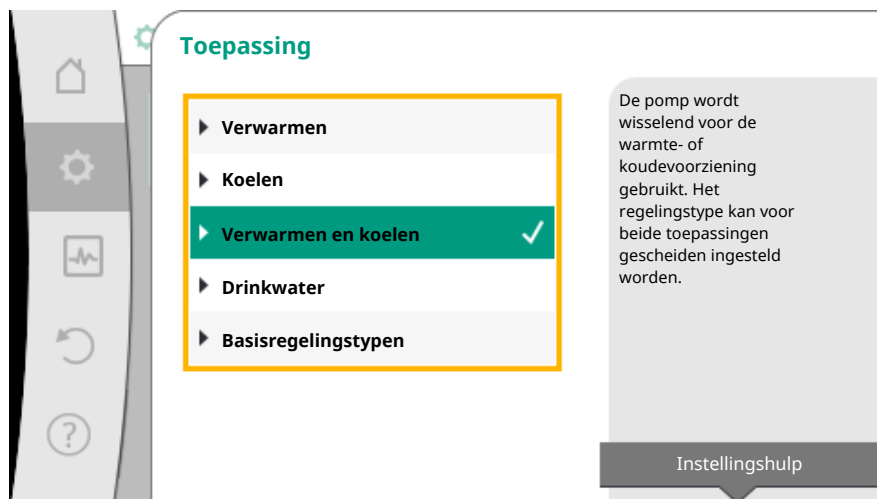 Toepassing
Verwarmen
Koelen
Verwarmen en koelen
Drinkwater
Basisregelingstypen
De pomp wordt
wisselend voor de
warmte- of
koudevoorziening
gebruikt. Het
regelingstype kan voor
beide toepassingen
gescheiden ingesteld
worden.
Instellingshulp
?